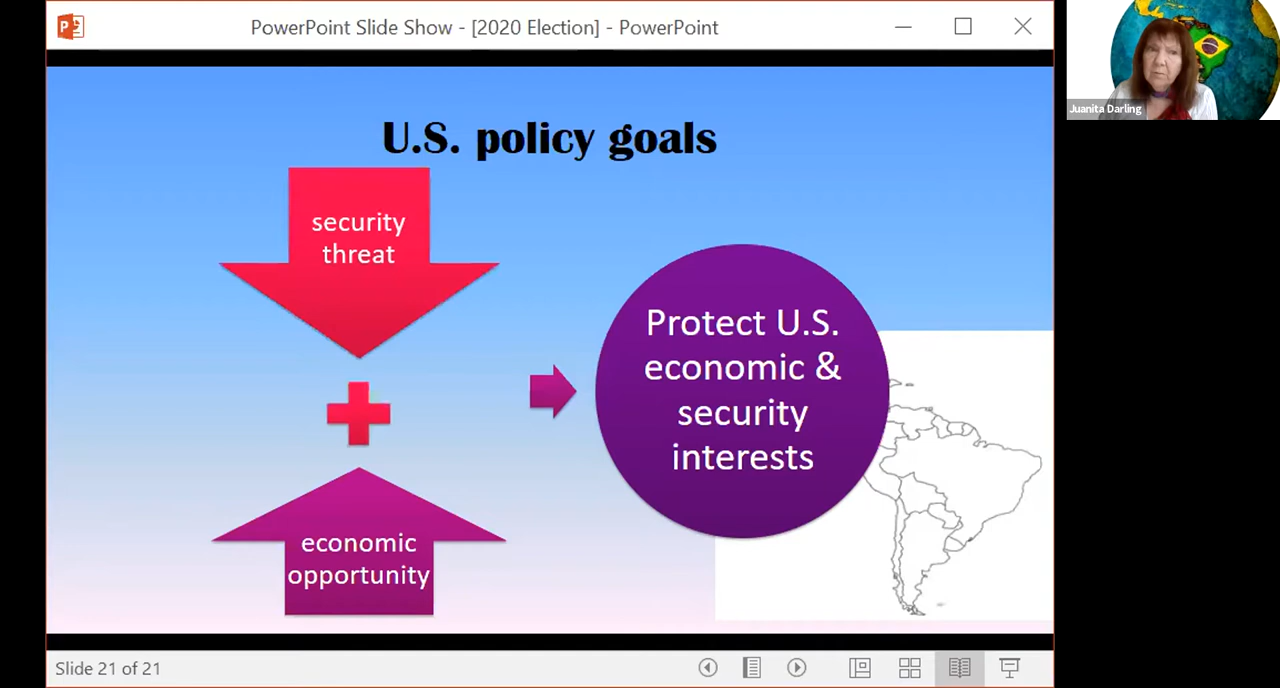 PowerPoint Slide Show - [2020 Election] - PowerPoint
Juanita Darling
U.S. policy goals
security
threat
economic
opportunity
Protect U.S.
economic &
security
interests
Slide 21 of 21